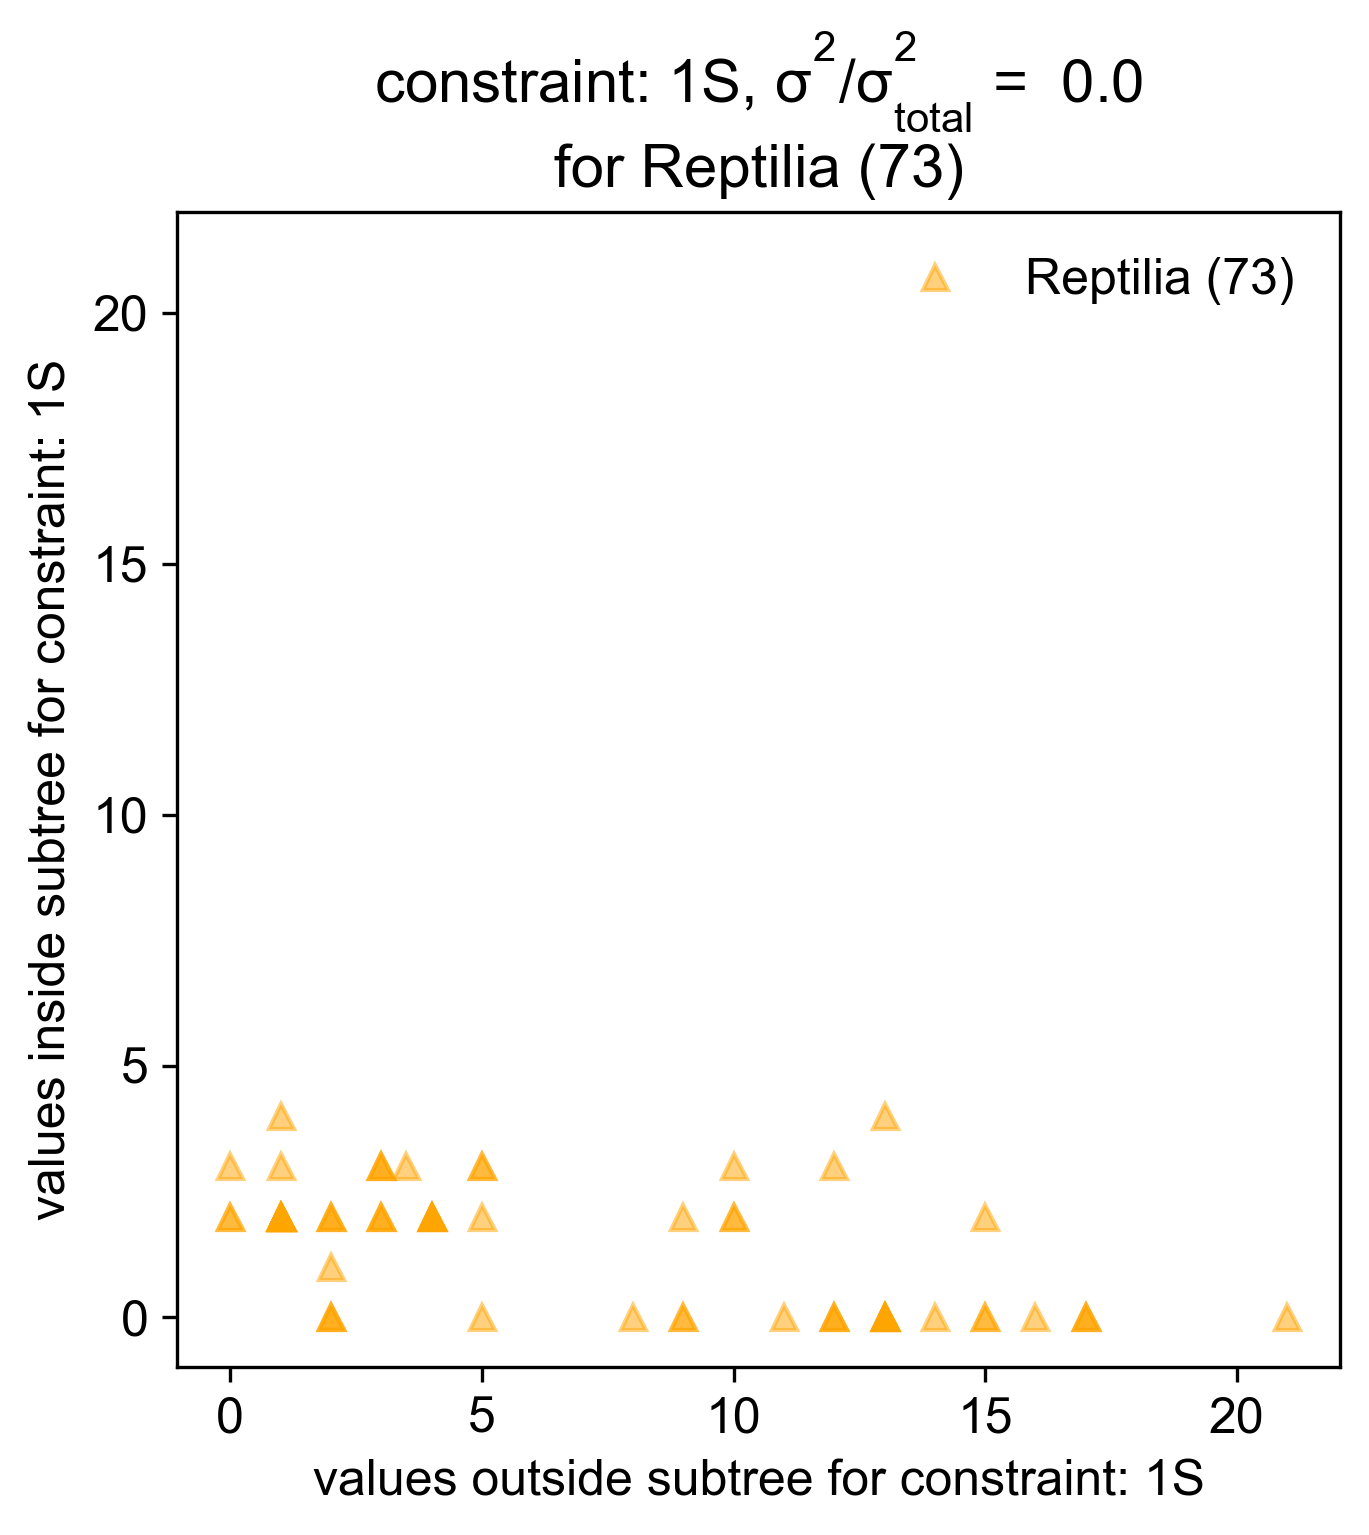 constraint: 1S, σ²/σ²total = 0.0
for Reptilia (73)
Reptilia (73)
values inside subtree for constraint: 1S
20
15
10
5
0
0 5 10 15 20
values outside subtree for constraint: 1S